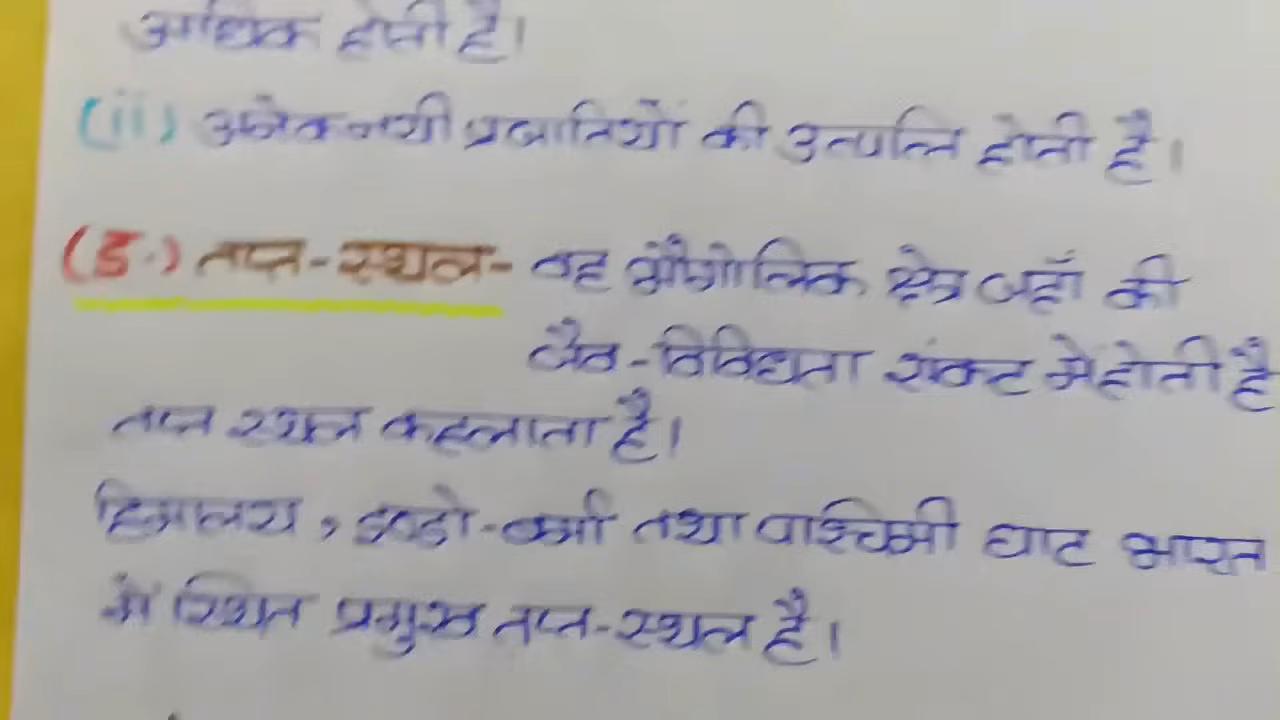 अधिक होती है।
(ii) अनेक नयी प्रजातियों की उत्पत्ति होती है।
(ड.) तप्त-स्थल- वह भौगोलिक क्षेत्र जहाँ की
जैव-विविधता संकट में होती है
तप्त स्थल कहलाता है।
हिमालय, इण्डो-बर्मा तथा पश्चिमी घाट भारत
में स्थित प्रमुख तप्त-स्थल है।